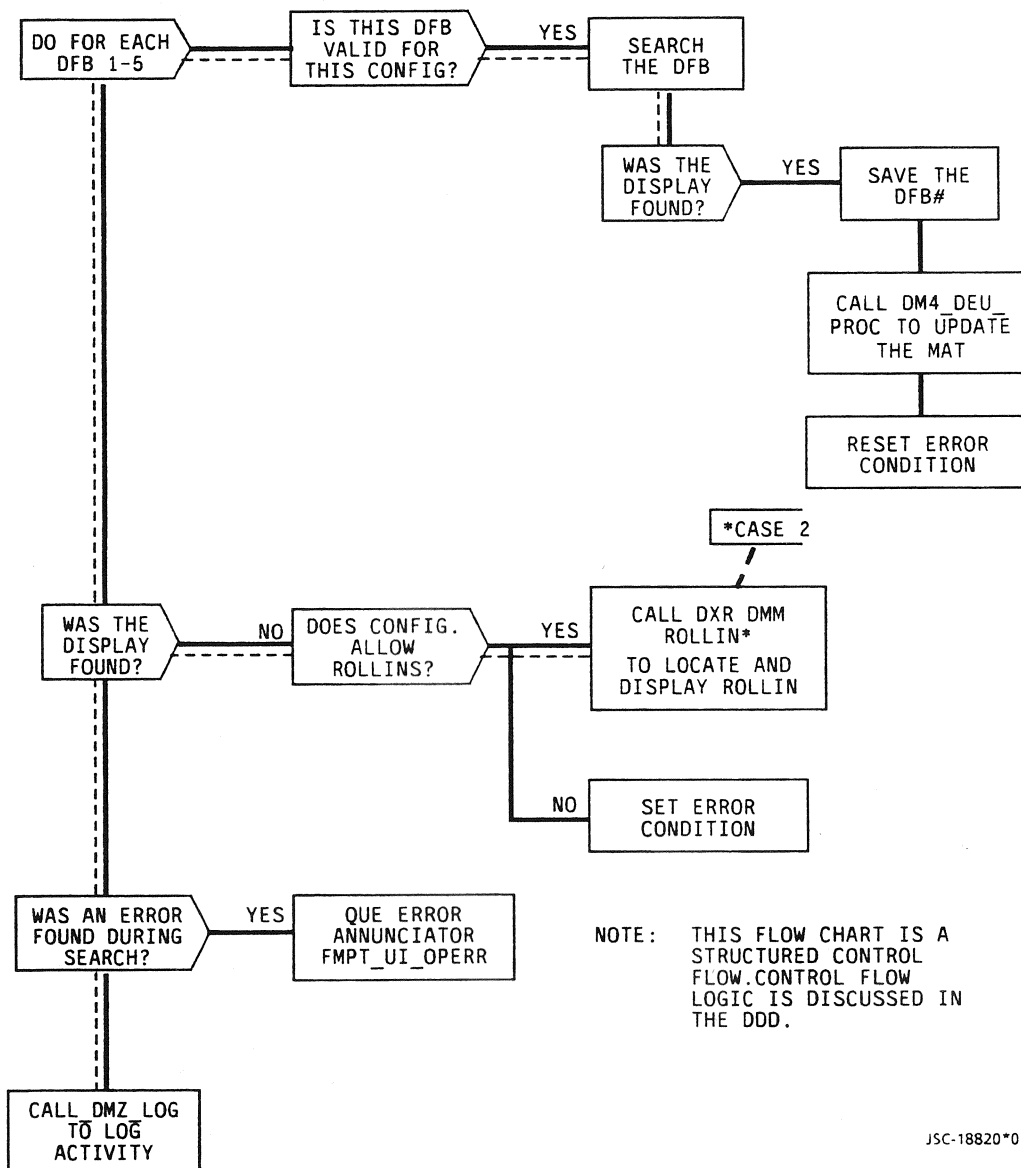 DO FOR EACH
DFB 1-5
IS THIS DFB
VALID FOR
THIS CONFIG?
YES
SEARCH
THE DFB
WAS THE
DISPLAY
FOUND?
YES
SAVE THE
DFB#
CALL DM4_DEU_
PROC TO UPDATE
THE MAT
RESET ERROR
CONDITION
*CASE 2
WAS THE
DISPLAY
FOUND?
NO
DOES CONFIG.
ALLOW
ROLLINS?
YES
CALL DXR DMM
ROLLIN*
TO LOCATE AND
DISPLAY ROLLIN
NO
SET ERROR
CONDITION
WAS AN ERROR
FOUND DURING
SEARCH?
YES
QUE ERROR
ANNUNCIATOR
FMPT_UI_OPERR
NOTE: THIS FLOW CHART IS A
STRUCTURED CONTROL
FLOW.CONTROL FLOW
LOGIC IS DISCUSSED IN
THE DDD.
CALL_DMZ_LOG
TO LOG
ACTIVITY
JSC-18820*0